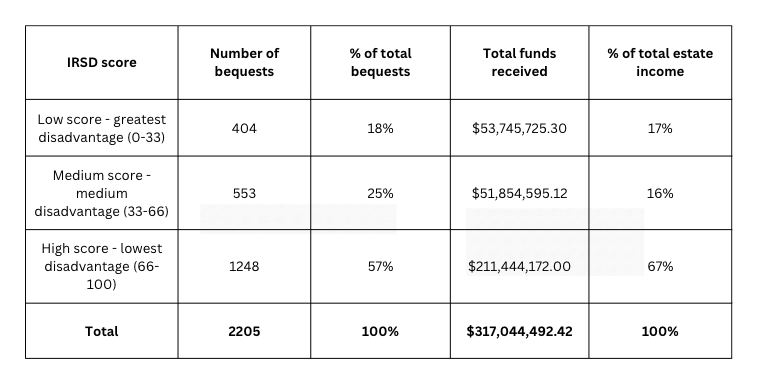 IRSD score
Number of
bequests
% of total
bequests
Total funds
received
% of total estate
income
Low score - greatest
disadvantage (0-33)
404
18%
$53,745,725.30
17%
Medium score -
medium
disadvantage (33-66)
553
25%
$51,854,595.12
16%
High score - lowest
disadvantage (66-
100)
1248
57%
$211,444,172.00
67%
Total
2205
100%
$317,044,492.42
100%